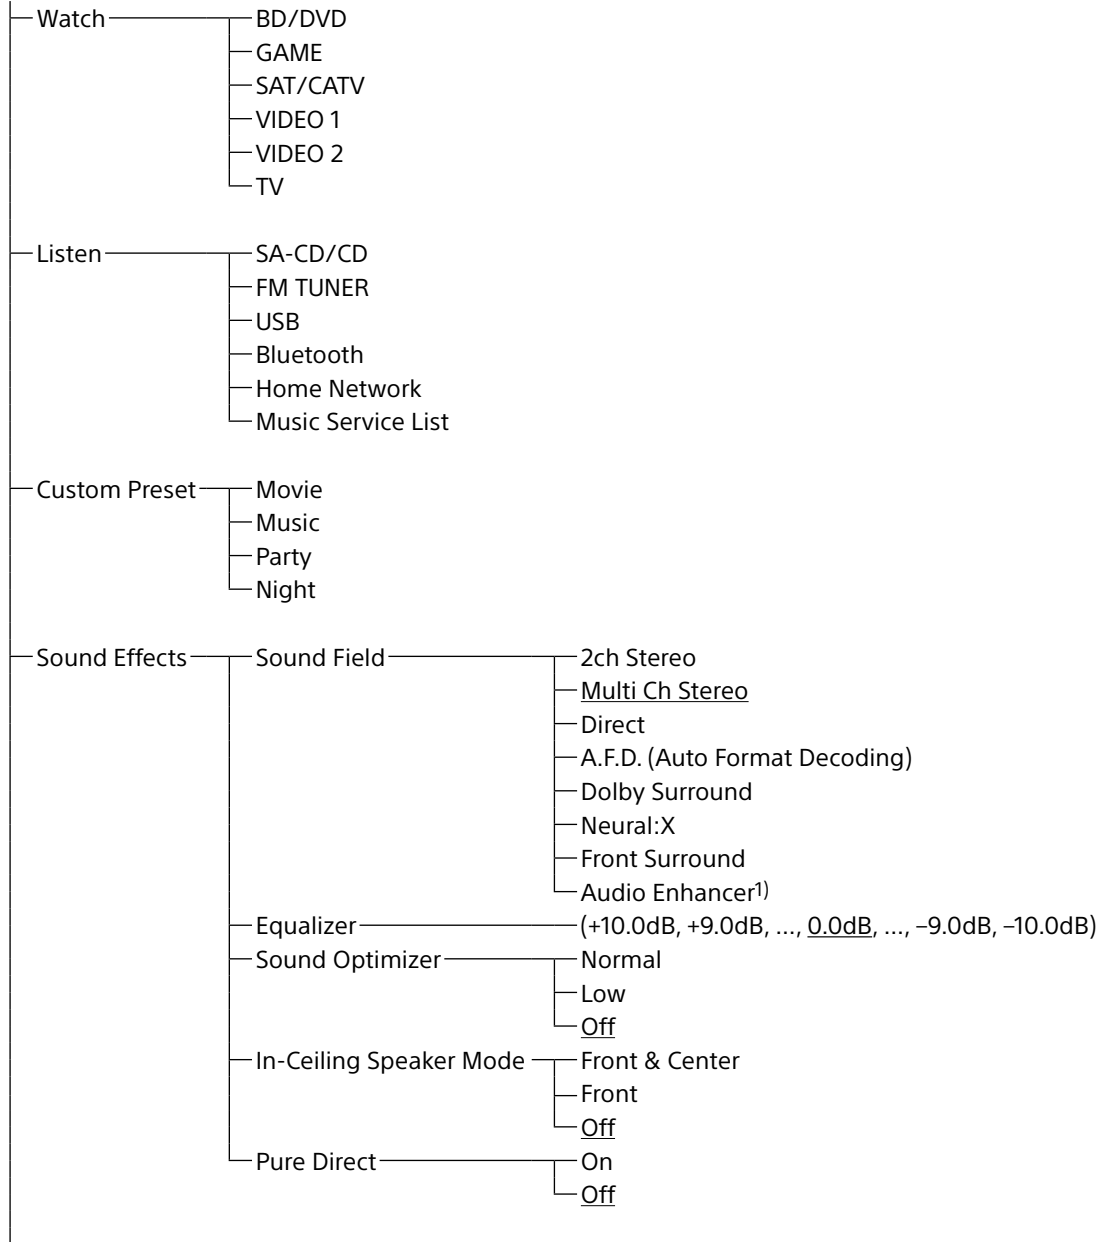 Watch BD/DVD
GAME
SAT/CATV
VIDEO 1
VIDEO 2
TV
Listen SA-CD/CD
FM TUNER
USB
Bluetooth
Home Network
Music Service List
Custom Preset Movie
Music
Party
Night
Sound Effects Sound Field 2ch Stereo
Multi Ch Stereo
Direct
A.F.D. (Auto Format Decoding)
Dolby Surround
Neural:X
Front Surround
Audio Enhancer1)
Equalizer (+10.0dB, +9.0dB, ..., 0.0dB, ..., –9.0dB, –10.0dB)
Sound Optimizer Normal
Low
Off
In-Ceiling Speaker Mode Front & Center
Front
Off
Pure Direct On
Off